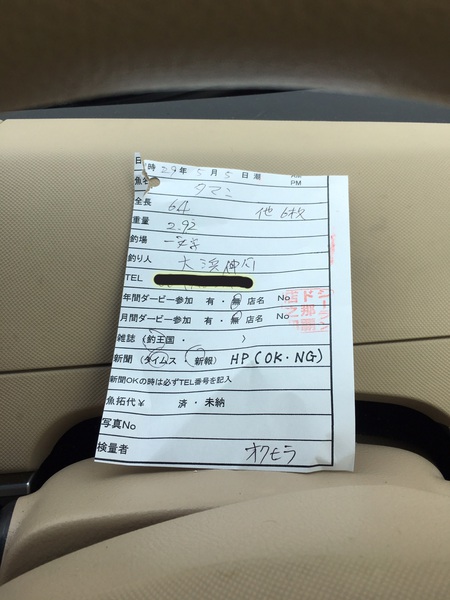 日時 29年 5月 5日 潮 AM PM
魚名 タマミ
全長 64 他 6枚
重量 2.92
釣場
釣り人
TEL
年間ダービー参加 有・無 店名 No
月間ダービー参加 有・無 店名 No
雑誌 (釣王国・ )
新聞 (タイムス・新報) HP(OK・NG)
新聞OKの時は必ずTEL番号を記入
魚拓代¥ 済・未納
写真No
検量者 オクモラ